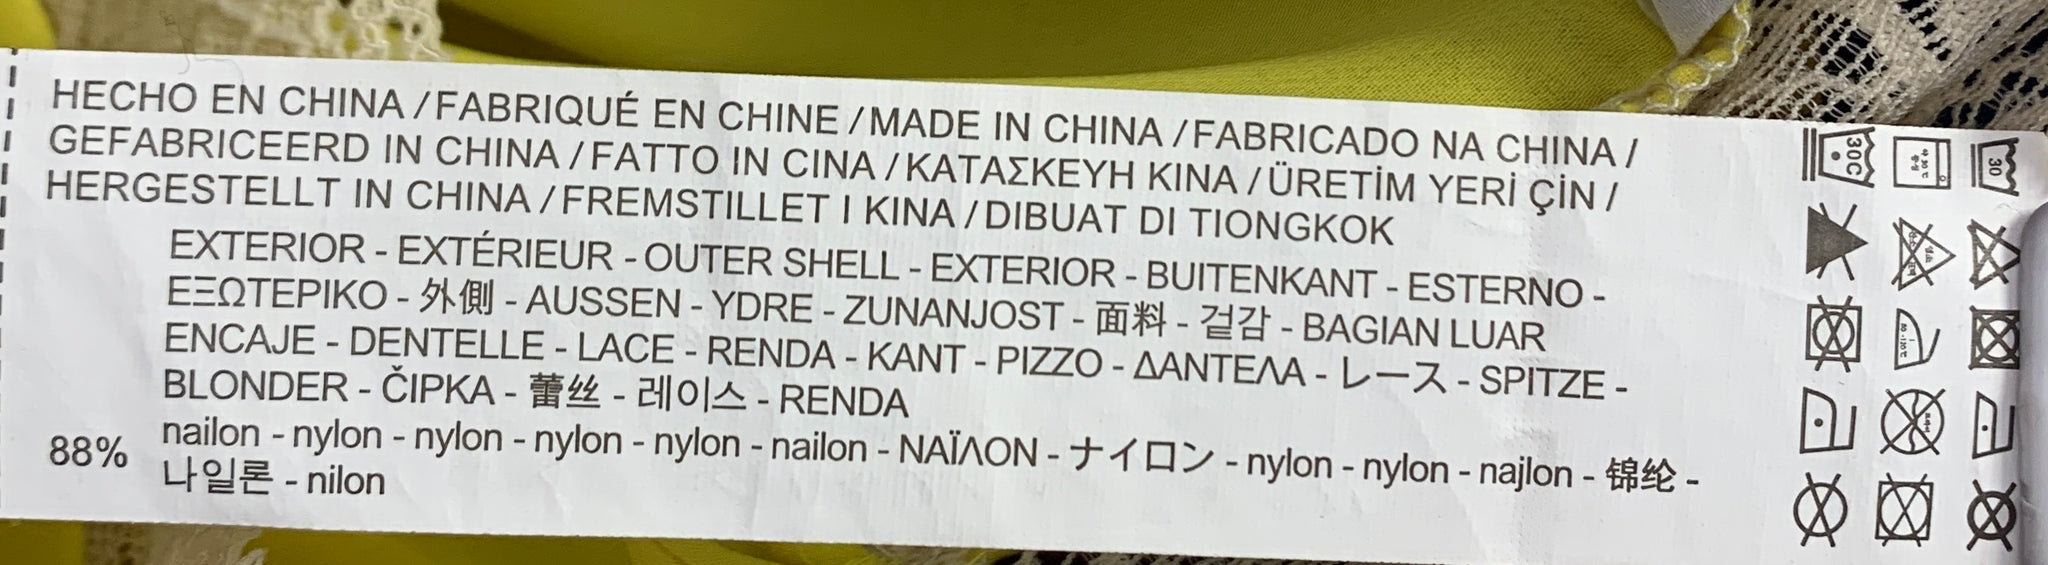 HECHO EN CHINA / FABRIQUÉ EN CHINE / MADE IN CHINA / FABRICADO NA CHINA /
GEFABRICEERD IN CHINA / FATTO IN CINA / ΚΑΤΑΣΚΕΥΗ ΚΙΝΑ / ÜRETİM YERİ ÇİN /
HERGESTELLT IN CHINA / FREMSTILLET I KINA / DIBUAT DI TIONGKOK
EXTERIOR - EXTÉRIEUR - OUTER SHELL - EXTERIOR - BUITENKANT - ESTERNO -
ΕΞΩΤΕΡΙΚΟ - 外側 - AUSSEN - YDRE - ZUNANJOST - 面料 - 겉감 - BAGIAN LUAR
ENCAJE - DENTELLE - LACE - RENDA - KANT - PIZZO - ΔΑΝΤΕΛΑ - レース - SPITZE -
BLONDER - ČIPKA - 蕾丝 - 레이스 - RENDA
88% nailon - nylon - nylon - nylon - nylon - nailon - ΝΑΪΛΟΝ - ナイロン - nylon - nylon - najlon - 锦纶 -
나일론 - nilon
30C
30